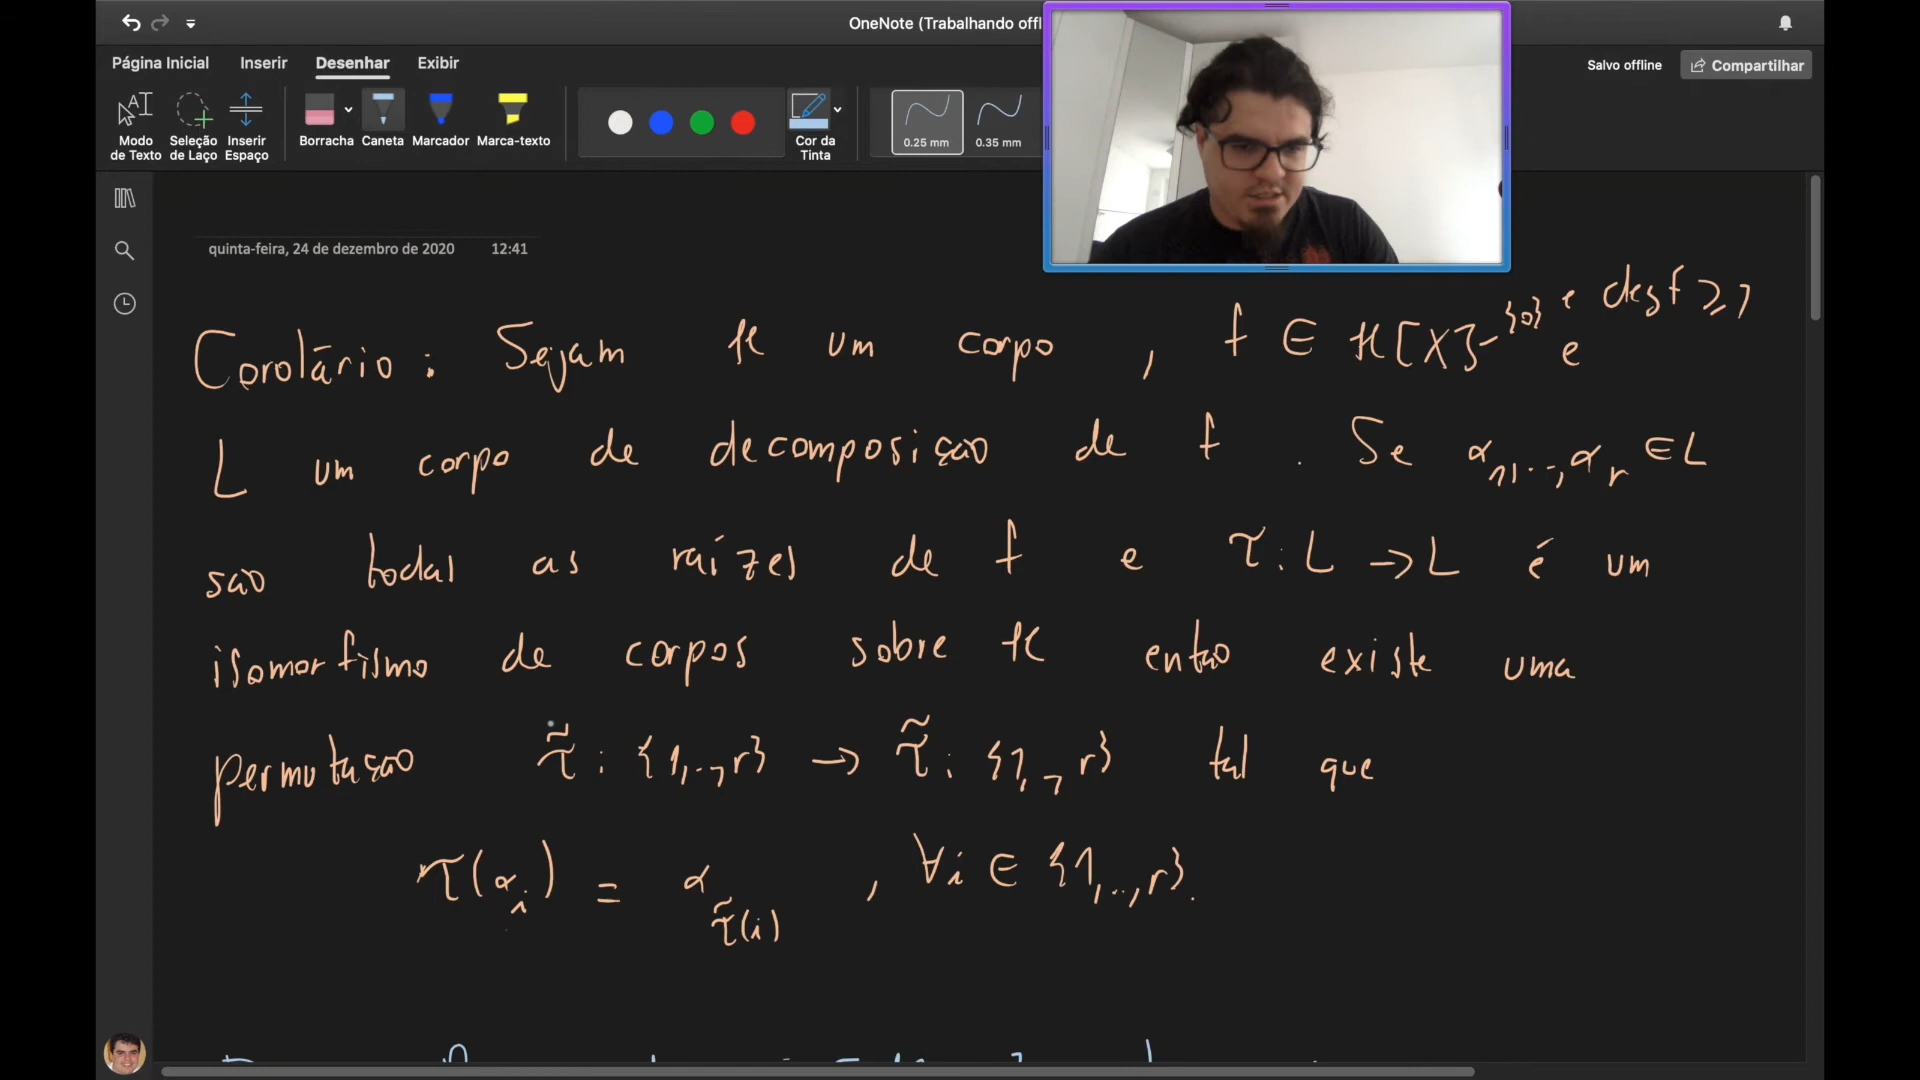 OneNote (Trabalhando offl
Página Inicial Inserir Desenhar Exibir
Salvo offline Compartilhar
Modo de Texto Seleção de Laço Inserir Espaço Borracha Caneta Marcador Marca-texto Cor da Tinta 0.25 mm 0.35 mm
quinta-feira, 24 de dezembro de 2020 12:41
Corolário: Sejam K um corpo, f ∈ K[X]-{0} e deg f ≥ 1 e
L um corpo de decomposição de f. Se α1,..,αr ∈ L
são todas as raízes de f e τ: L → L é um
isomorfismo de corpos sobre K então existe uma
permutação τ̃: {1,..,r} → τ̃: {1,..,r} tal que
τ(αi) = ατ̃(i), ∀i ∈ {1,..,r}.